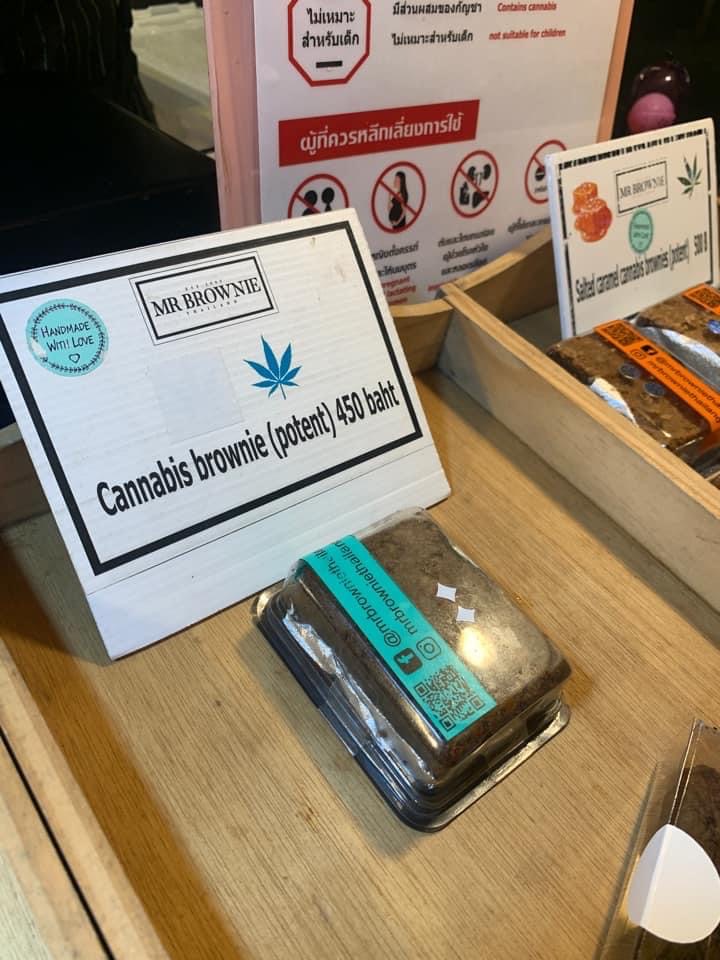 ไม่เหมาะ
สำหรับเด็ก
มีส่วนผสมของกัญชา Contains cannabis
ไม่เหมาะสำหรับเด็ก not suitable for children
ผู้ที่ควรหลีกเลี่ยงการใช้
MR BROWNIE
THAILAND
HANDMADE
WITH LOVE
Cannabis brownie (potent) 450 baht
MR BROWNIE
Salted caramel cannabis brownies (potent) 500 ฿
@mrbrownieth
mrbrowniethailan
@mrbrownietha
mrbrowniethailand